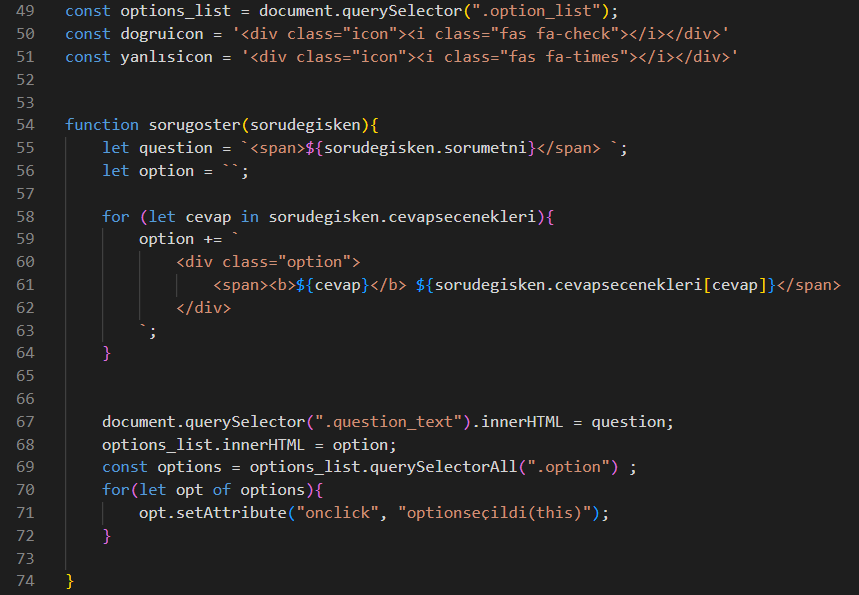 49 const options_list = document.querySelector(".option_list");
50 const dogruicon = '<div class="icon"><i class="fas fa-check"></i></div>'
51 const yanlısicon = '<div class="icon"><i class="fas fa-times"></i></div>'
52
53
54 function sorugoster(sorudegisken){
55     let question = `<span>${sorudegisken.sorumetni}</span> `;
56     let option = ``;
57
58     for (let cevap in sorudegisken.cevapsecenekleri){
59         option += `
60             <div class="option">
61                 <span><b>${cevap}</b> ${sorudegisken.cevapsecenekleri[cevap]}</span>
62             </div>
63         `;
64     }
65
66
67     document.querySelector(".question_text").innerHTML = question;
68     options_list.innerHTML = option;
69     const options = options_list.querySelectorAll(".option") ;
70     for(let opt of options){
71         opt.setAttribute("onclick", "optionseçildi(this)");
72     }
73
74 }